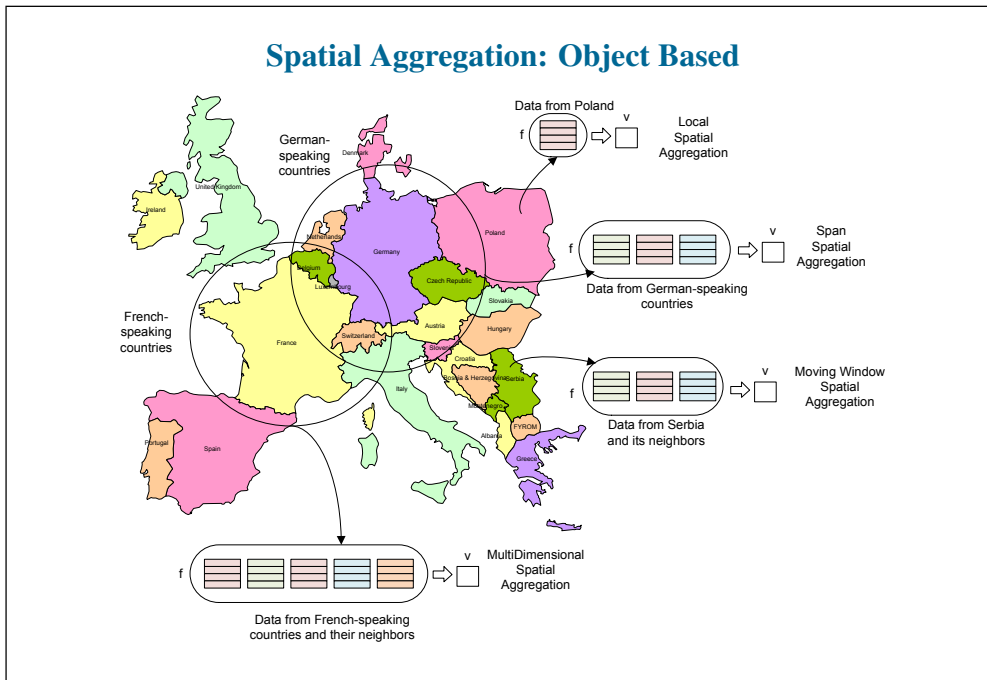 Spatial Aggregation: Object Based
Data from Poland
f
v
Local
Spatial
Aggregation
German-
speaking
countries
Denmark
United Kingdom
Ireland
Netherlands
Poland
Germany
Belgium
Luxembourg
Czech Republic
Slovakia
f
v
Span
Spatial
Aggregation
Data from German-speaking
countries
French-
speaking
countries
France
Switzerland
Austria
Hungary
Slovenia
Croatia
Bosnia & Herzegovina
Serbia
Italy
Montenegro
Albania
FYROM
Greece
f
v
Moving Window
Spatial
Aggregation
Data from Serbia
and its neighbors
Portugal
Spain
f
v
MultiDimensional
Spatial
Aggregation
Data from French-speaking
countries and their neighbors